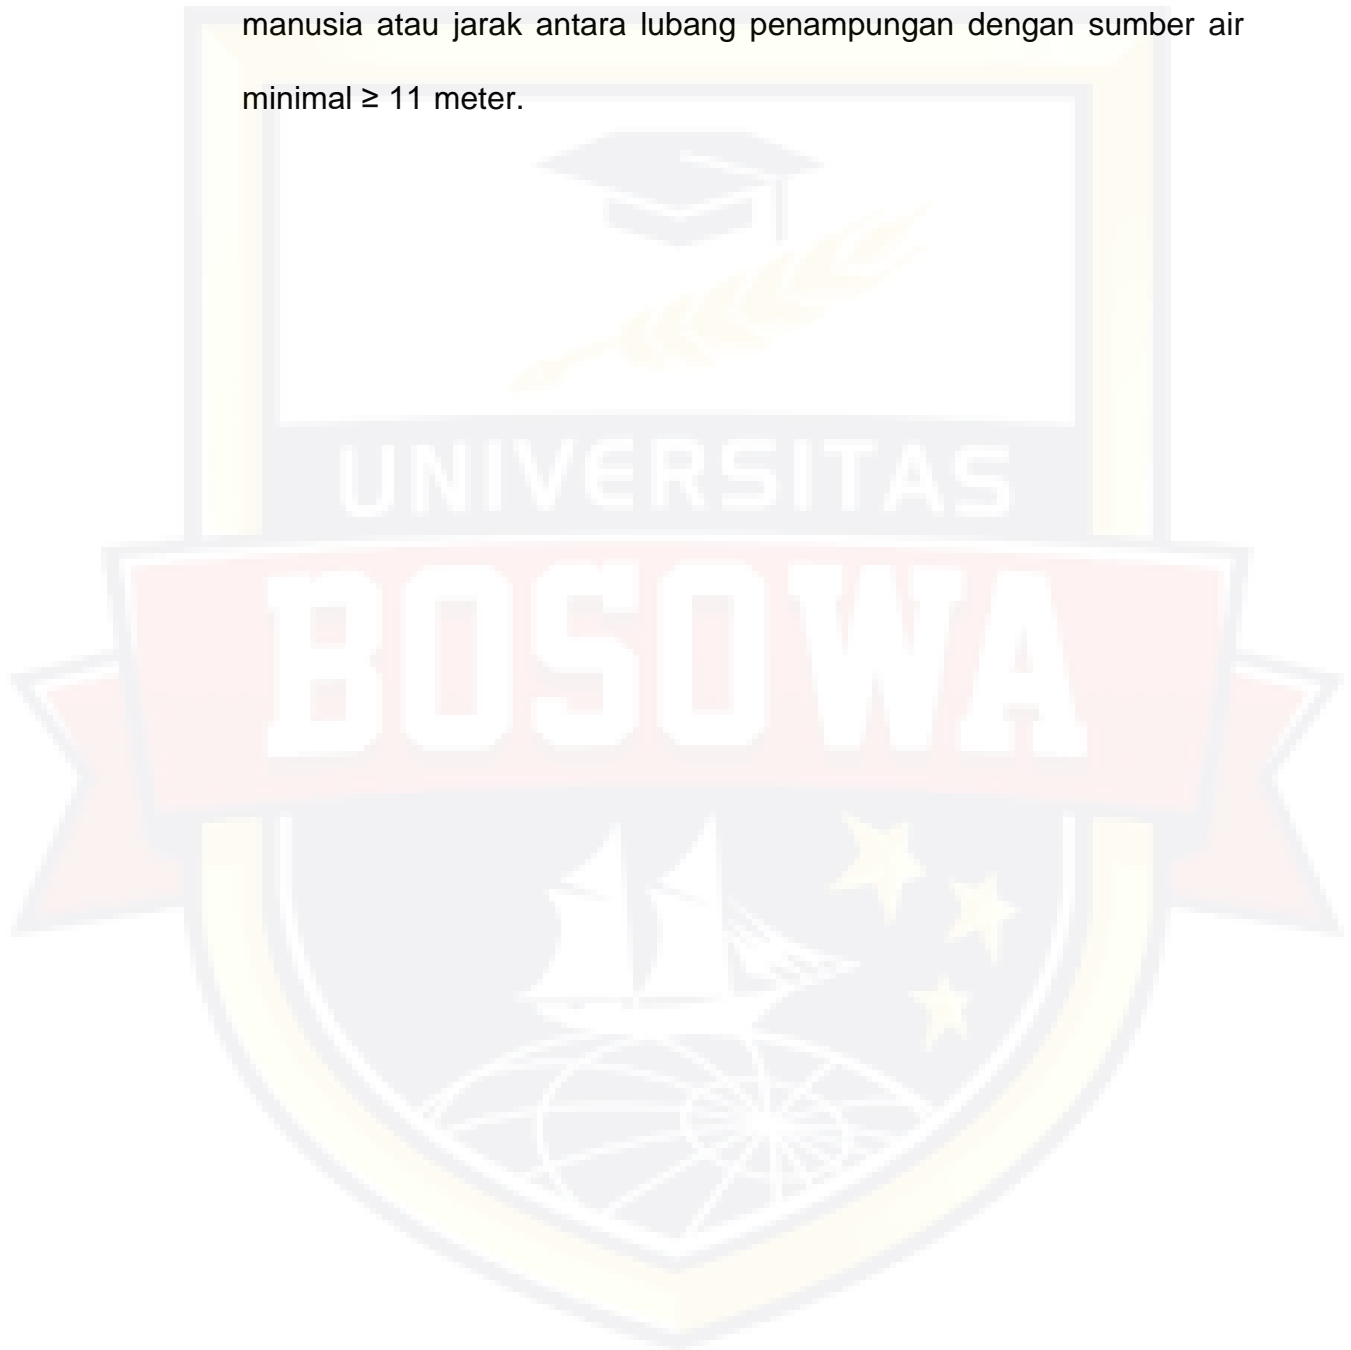 manusia atau jarak antara lubang penampungan dengan sumber air
minimal ≥ 11 meter.
UNIVERSITAS
BOSOWA